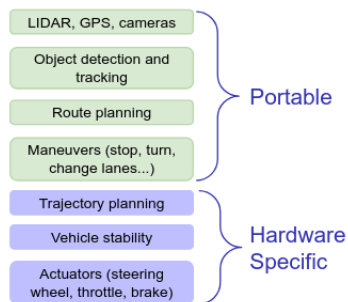 LIDAR, GPS, cameras
Object detection and
tracking
Route planning
Maneuvers (stop, turn,
change lanes...)
Portable
Trajectory planning
Vehicle stability
Actuators (steering
wheel, throttle, brake)
Hardware
Specific